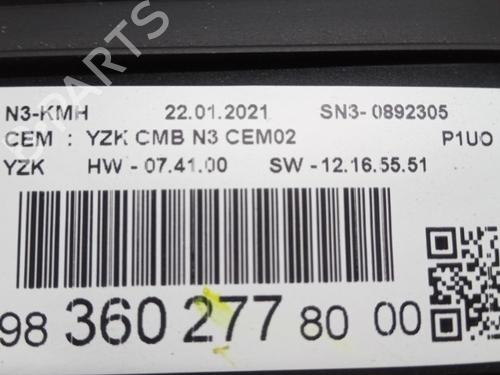 N3-KMH 22.01.2021 SN3- 0892305
CEM : YZK CMB N3 CEM02 P1UO
YZK HW - 07.41.00 SW -12.16.55.51
98 360 277 80 00